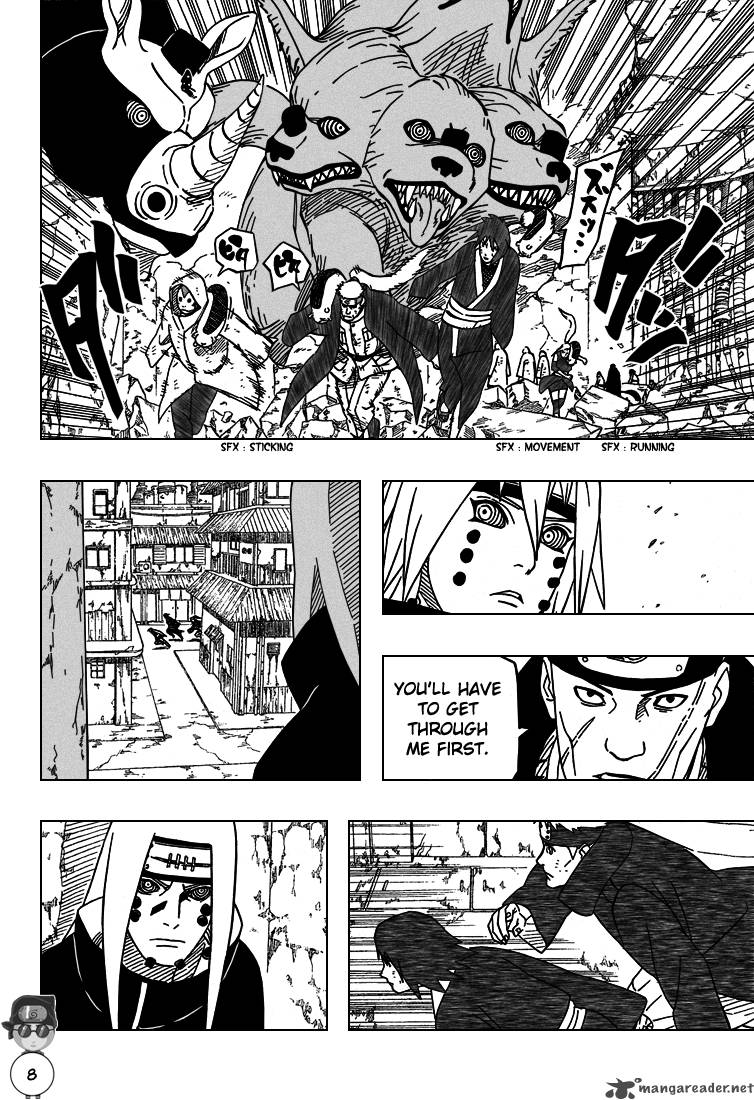 ズズッ…
ダッ
ピタ
ピタ
ダッ
SFX : STICKING
SFX : MOVEMENT
SFX : RUNNING
YOU'LL HAVE
TO GET
THROUGH
ME FIRST.
8
mangareader.net